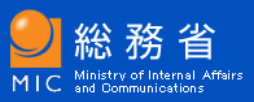 総務省
MIC
Ministry of Internal Affairs
and Communications